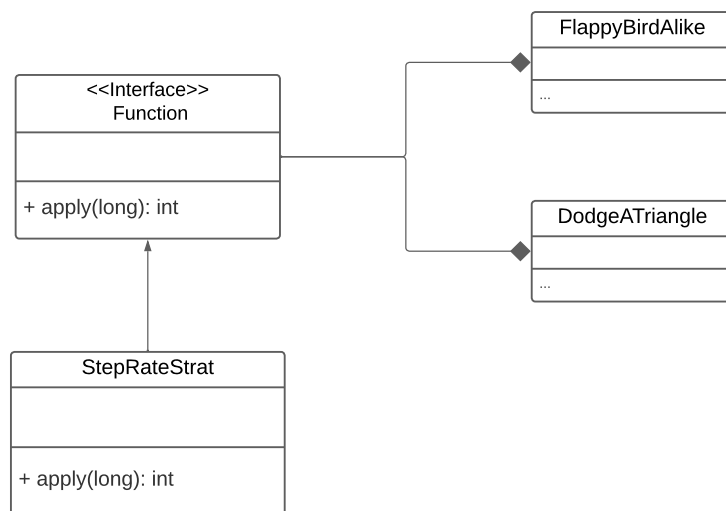 FlappyBirdAlike
...
<<Interface>>
Function
+ apply(long): int
DodgeATriangle
...
StepRateStrat
+ apply(long): int